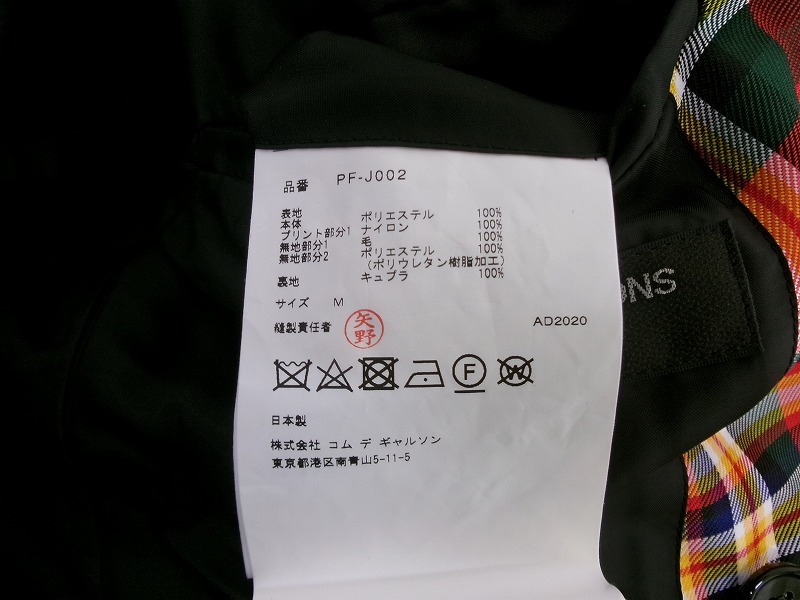 品番 PF-J002
表地
本体 ポリエステル 100%
プリント部分1 ナイロン 100%
無地部分1 毛 100%
無地部分2 ポリエステル 100%
(ポリウレタン樹脂加工)
裏地 キュプラ 100%
サイズ M
縫製責任者 矢野 AD2020
F W
日本製
株式会社 コム デ ギャルソン
東京都港区南青山5-11-5
ONS